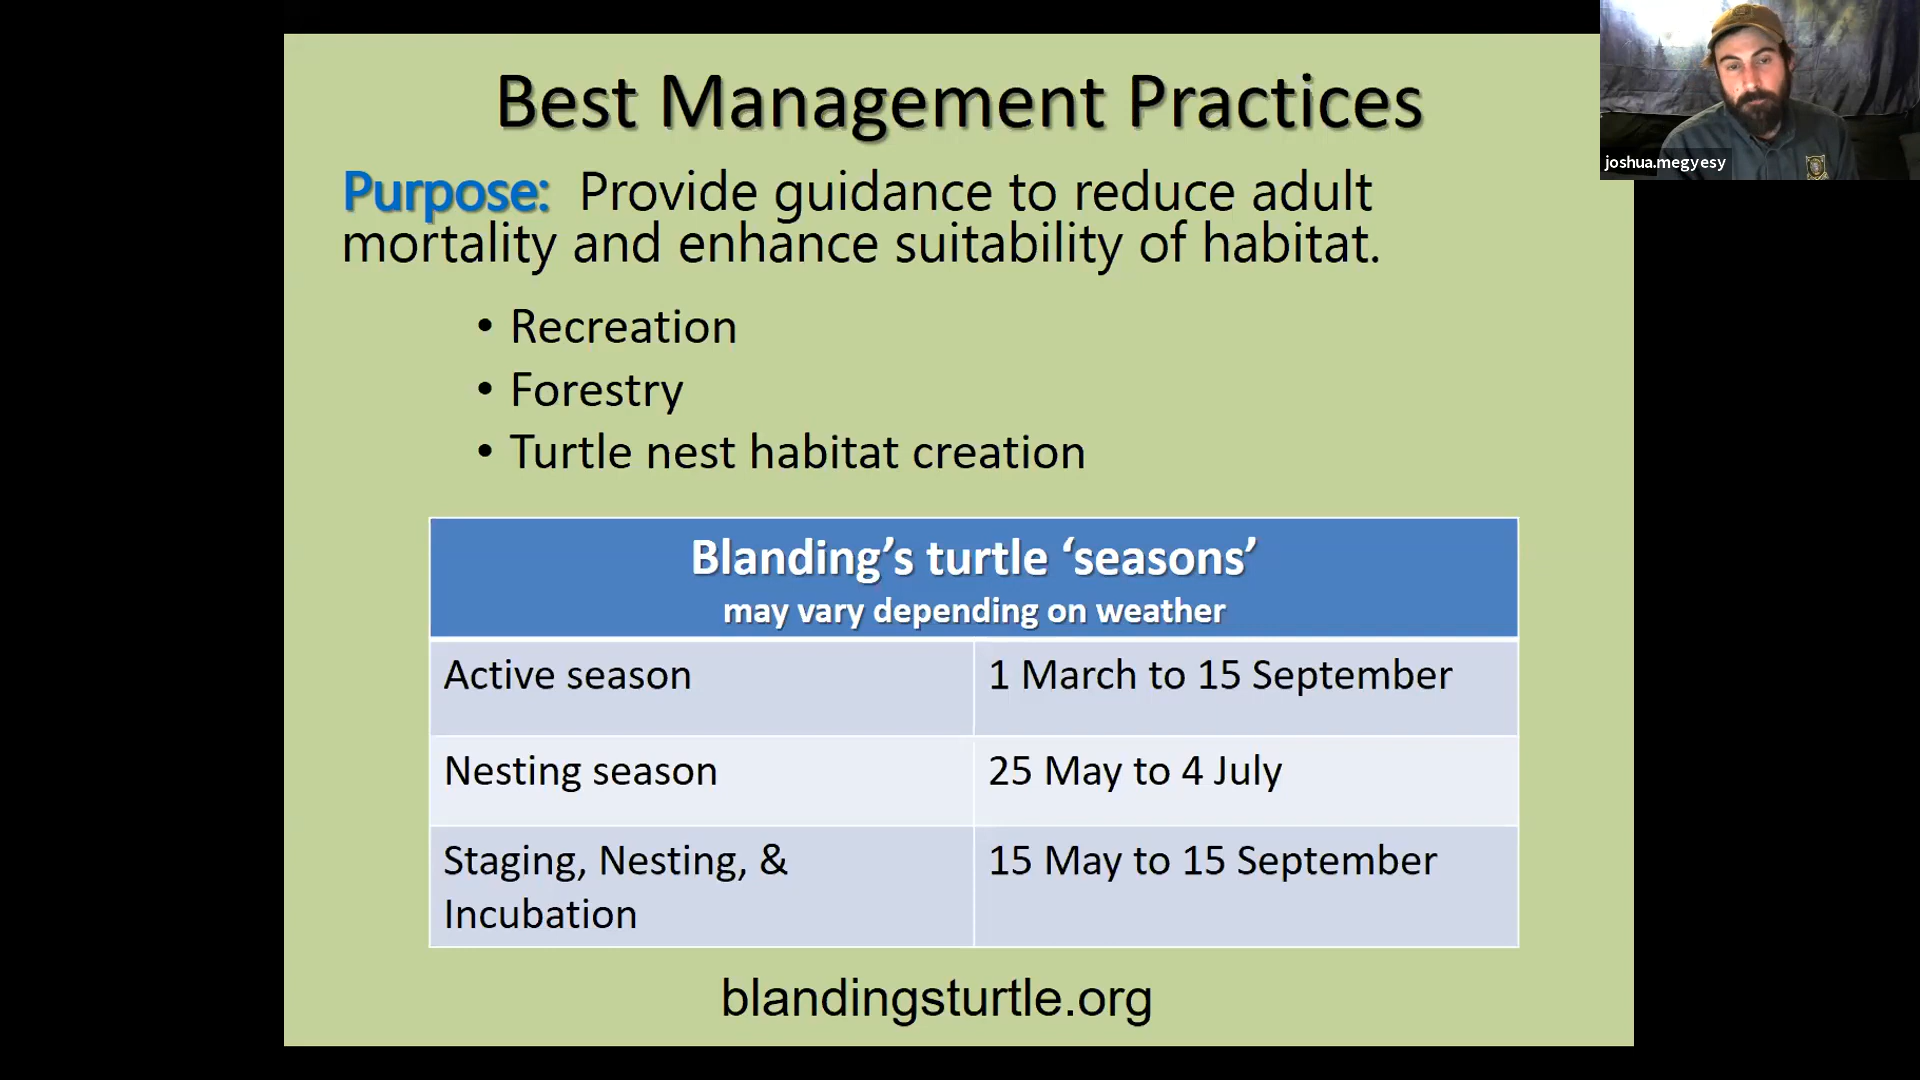 Best Management Practices
joshua.megyesy
Purpose: Provide guidance to reduce adult
mortality and enhance suitability of habitat.
• Recreation
• Forestry
• Turtle nest habitat creation
Blanding’s turtle ‘seasons’
may vary depending on weather
Active season 1 March to 15 September
Nesting season 25 May to 4 July
Staging, Nesting, & 15 May to 15 September
Incubation
blandingsturtle.org